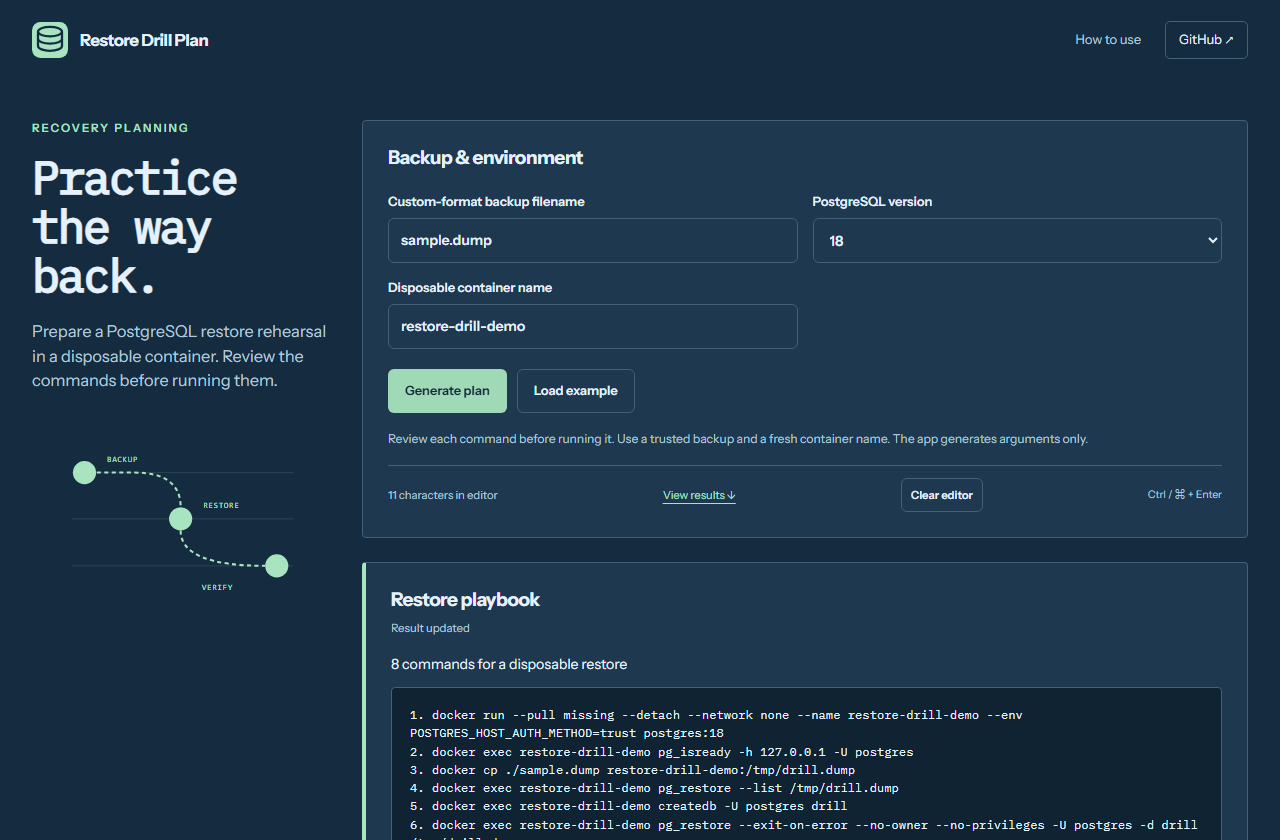 Restore Drill Plan
How to use
GitHub ↗
RECOVERY PLANNING
Practice
the way
back.
Prepare a PostgreSQL restore rehearsal
in a disposable container. Review the
commands before running them.
BACKUP
RESTORE
VERIFY
Backup & environment
Custom-format backup filename
PostgreSQL version
sample.dump
18
Disposable container name
restore-drill-demo
Generate plan
Load example
Review each command before running it. Use a trusted backup and a fresh container name. The app generates arguments only.
11 characters in editor
View results ↓
Clear editor
Ctrl / ⌘ + Enter
Restore playbook
Result updated
8 commands for a disposable restore
1. docker run --pull missing --detach --network none --name restore-drill-demo --env
POSTGRES_HOST_AUTH_METHOD=trust postgres:18
2. docker exec restore-drill-demo pg_isready -h 127.0.0.1 -U postgres
3. docker cp ./sample.dump restore-drill-demo:/tmp/drill.dump
4. docker exec restore-drill-demo pg_restore --list /tmp/drill.dump
5. docker exec restore-drill-demo createdb -U postgres drill
6. docker exec restore-drill-demo pg_restore --exit-on-error --no-owner --no-privileges -U postgres -d drill